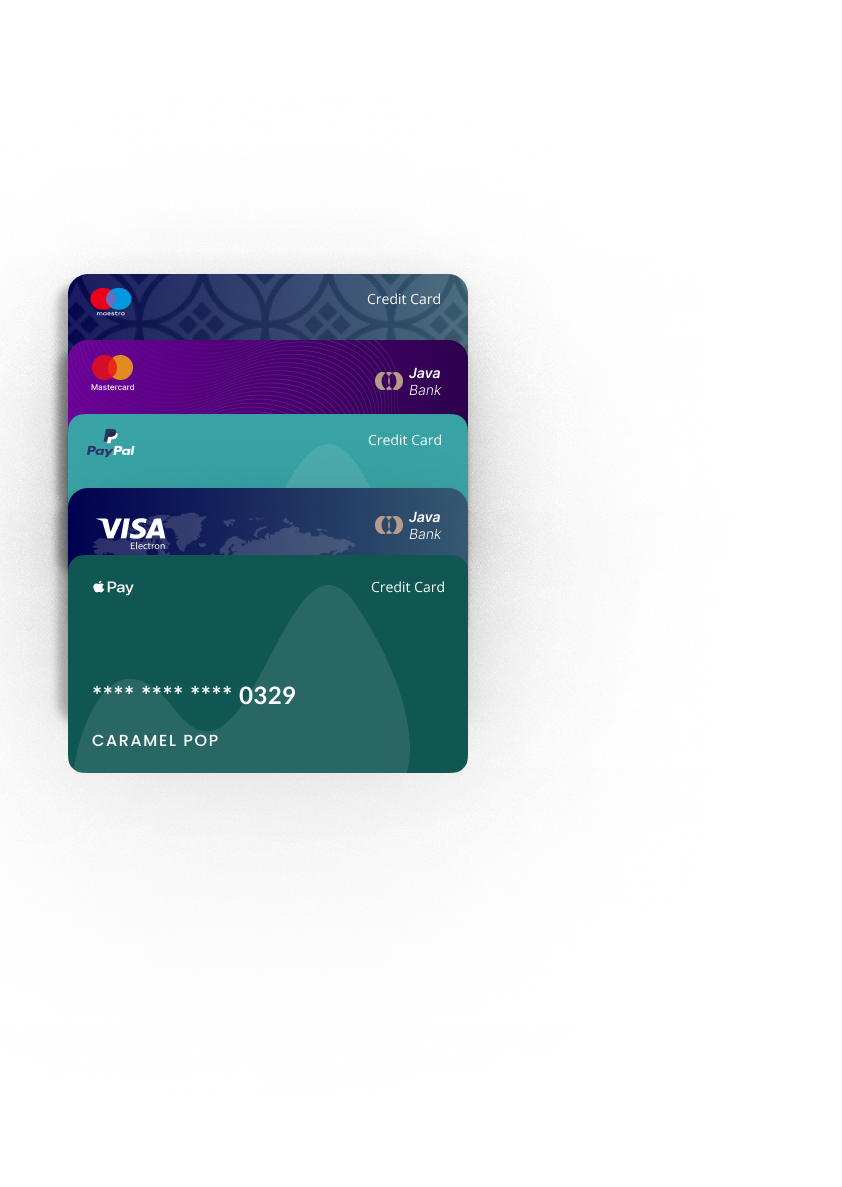 maestro
Credit Card
Mastercard
Java
Bank
PayPal
Credit Card
VISA
Electron
Java
Bank
Pay
Credit Card
**** **** **** 0329
CARAMEL POP